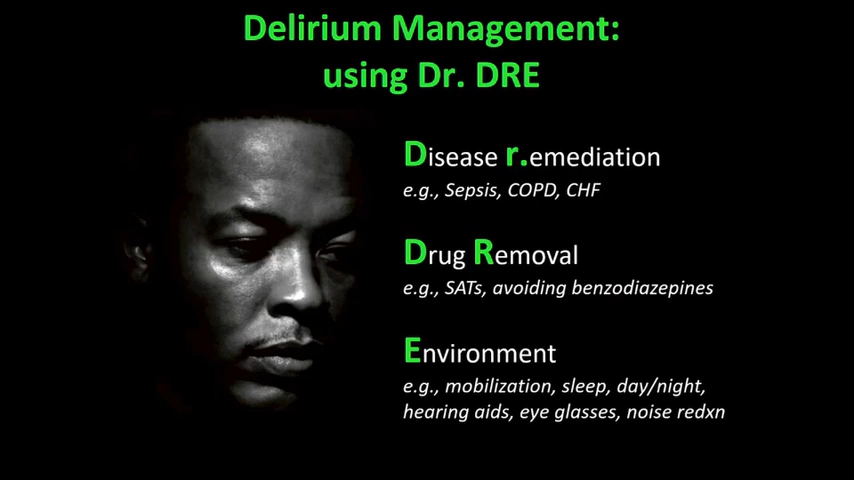 Delirium Management:
using Dr. DRE
Disease r.emediation
e.g., Sepsis, COPD, CHF
Drug Removal
e.g., SATs, avoiding benzodiazepines
Environment
e.g., mobilization, sleep, day/night,
hearing aids, eye glasses, noise redxn